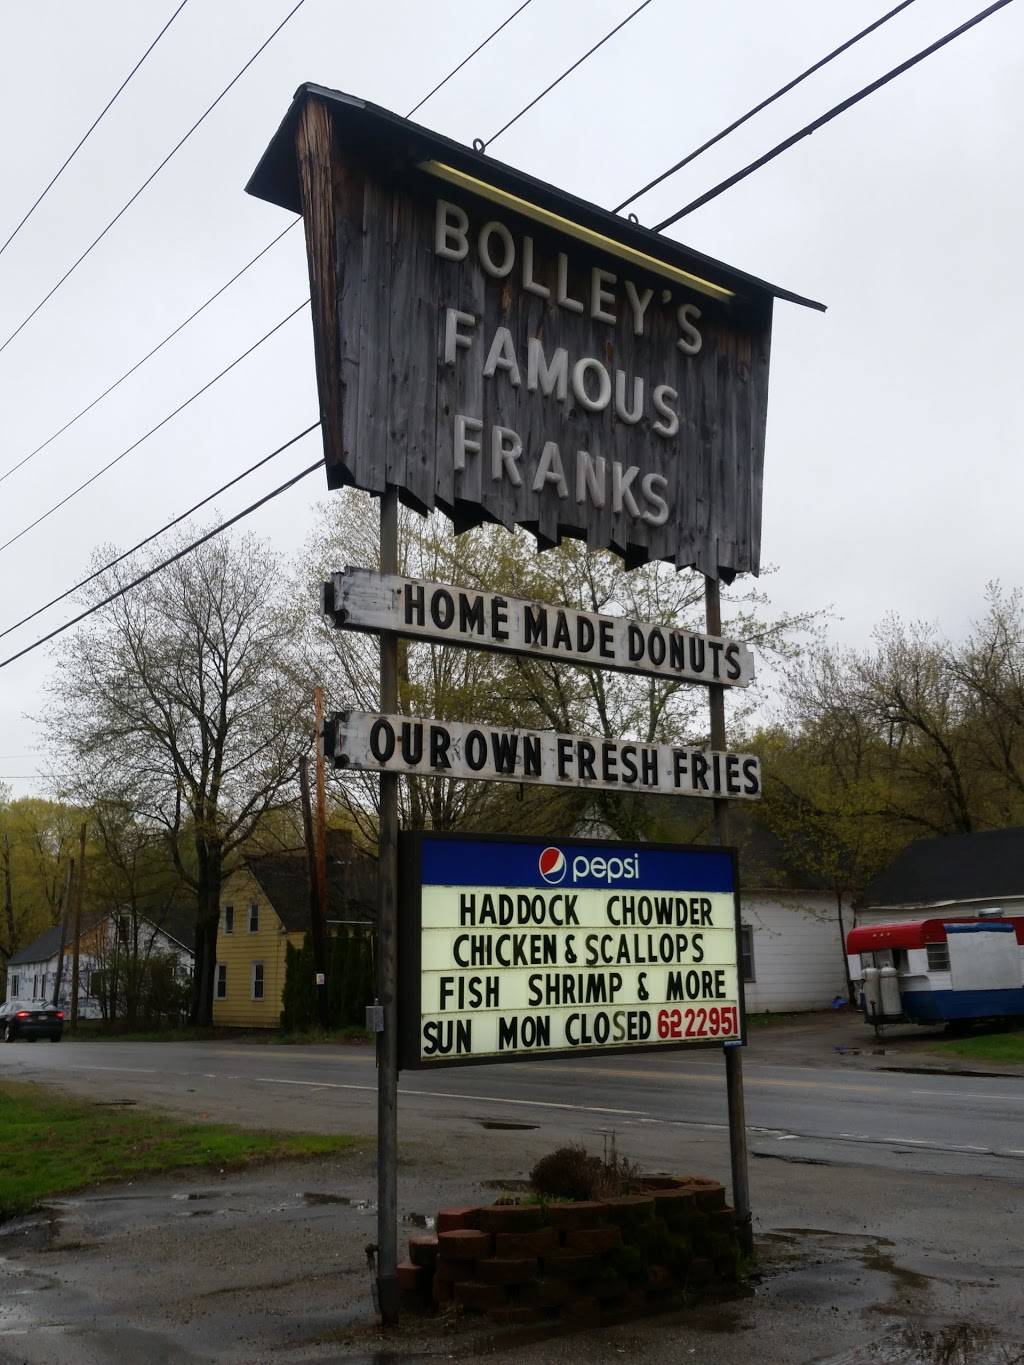 BOLLEY'S
FAMOUS
FRANKS
HOME MADE DONUTS
OUR OWN FRESH FRIES
pepsi
HADDOCK CHOWDER
CHICKEN & SCALLOPS
FISH SHRIMP & MORE
SUN MON CLOSED 6222951